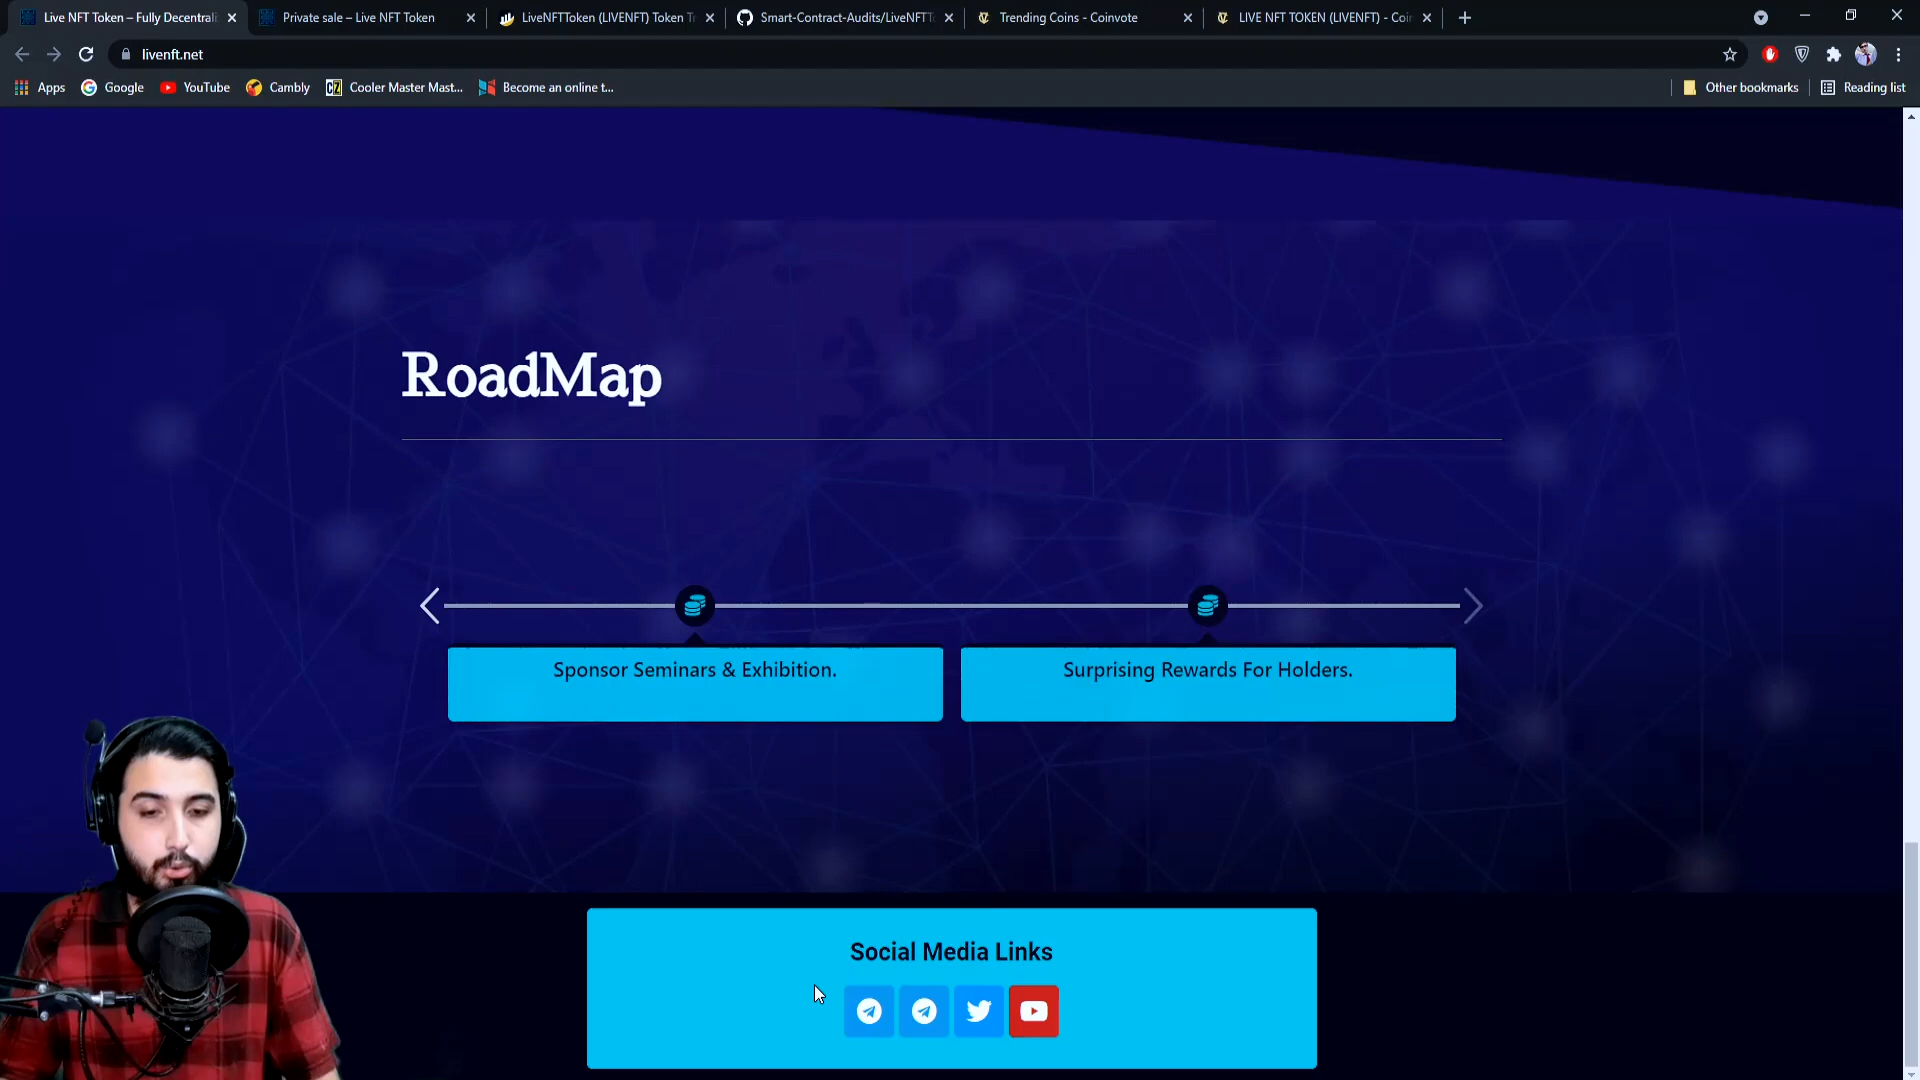 Live NFT Token – Fully Decentrali
Private sale – Live NFT Token
LiveNFTToken (LIVENFT) Token Tr
Smart-Contract-Audits/LiveNFTTo
Trending Coins - Coinvote
LIVE NFT TOKEN (LIVENFT) - Coin
livenft.net
Apps
Google
YouTube
Cambly
Cooler Master Mast...
Become an online t...
Other bookmarks
Reading list
RoadMap
Sponsor Seminars & Exhibition.
Surprising Rewards For Holders.
Social Media Links